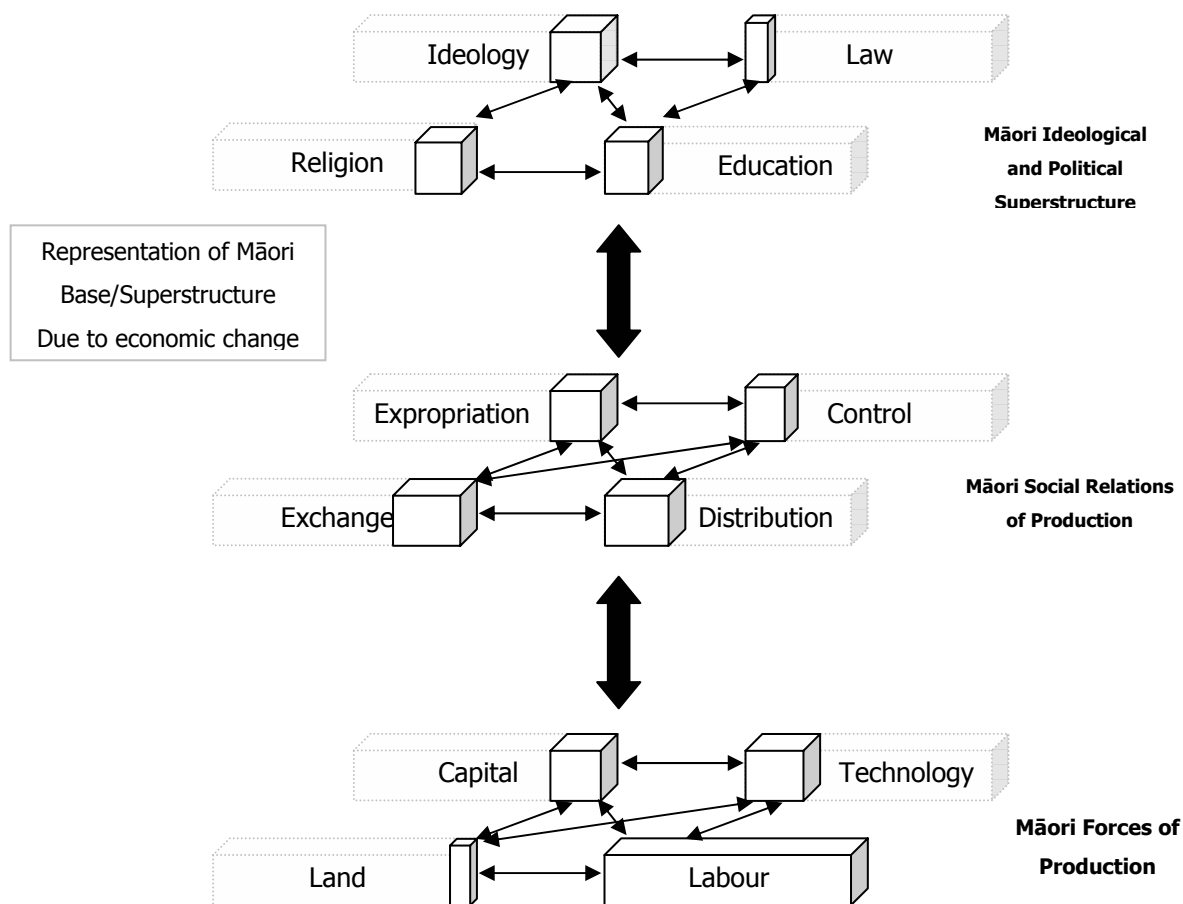 Ideology
Law
Religion
Education
Māori Ideological
and Political
Superstructure
Representation of Māori
Base/Superstructure
Due to economic change
Expropriation
Control
Exchange
Distribution
Māori Social Relations
of Production
Capital
Technology
Land
Labour
Māori Forces of
Production